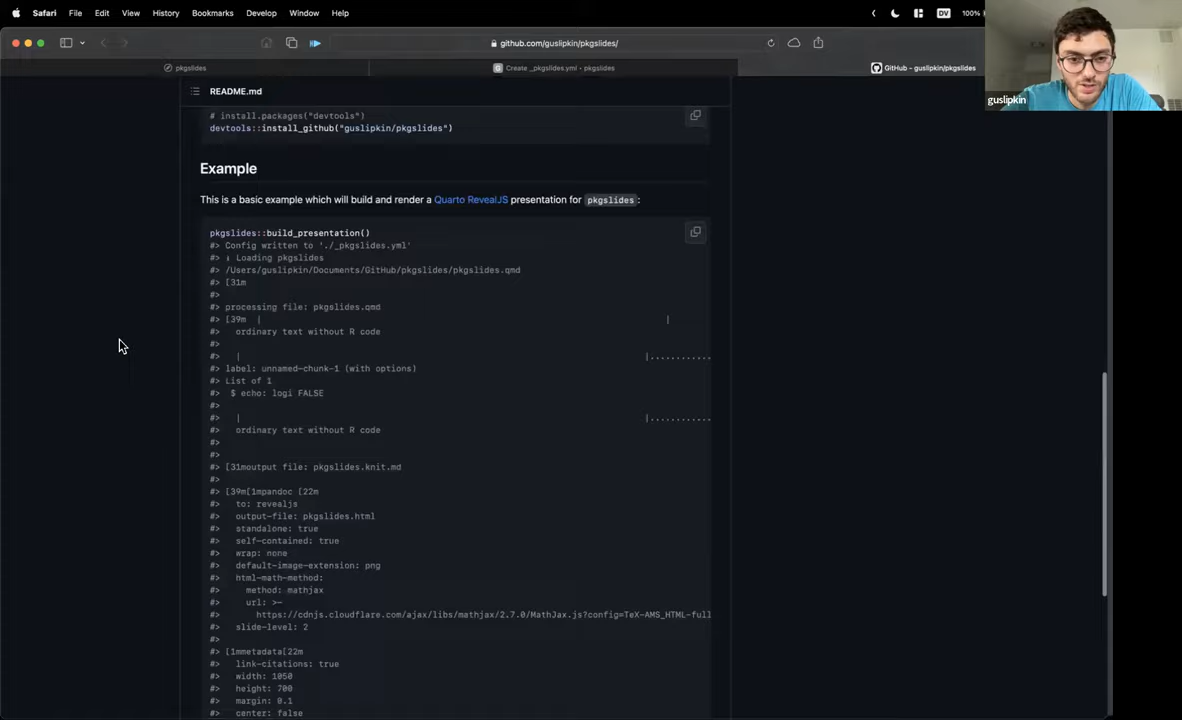 Safari File Edit View History Bookmarks Develop Window Help DV 100%
github.com/guslipkin/pkgslides/
pkgslides
Create _pkgslides.yml • pkgslides
GitHub - guslipkin/pkgslides
guslipkin
README.md
# install.packages("devtools")
devtools::install_github("guslipkin/pkgslides")
Example
This is a basic example which will build and render a Quarto RevealJS presentation for pkgslides:
pkgslides::build_presentation()
#> Config written to './_pkgslides.yml'
#> ℹ Loading pkgslides
#> /Users/guslipkin/Documents/GitHub/pkgslides/pkgslides.qmd
#> [31m
#>
#> processing file: pkgslides.qmd
#> [39m | |
#> ordinary text without R code
#>
#> | |...........
#> label: unnamed-chunk-1 (with options)
#> List of 1
#> $ echo: logi FALSE
#>
#> | |...........
#> ordinary text without R code
#>
#>
#> [31moutput file: pkgslides.knit.md
#>
#> [39m[1mpandoc [22m
#> to: revealjs
#> output-file: pkgslides.html
#> standalone: true
#> self-contained: true
#> wrap: none
#> default-image-extension: png
#> html-math-method:
#> method: mathjax
#> url: >-
#> https://cdnjs.cloudflare.com/ajax/libs/mathjax/2.7.0/MathJax.js?config=TeX-AMS_HTML-full
#> slide-level: 2
#>
#> [1mmetadata[22m
#> link-citations: true
#> width: 1050
#> height: 700
#> margin: 0.1
#> center: false